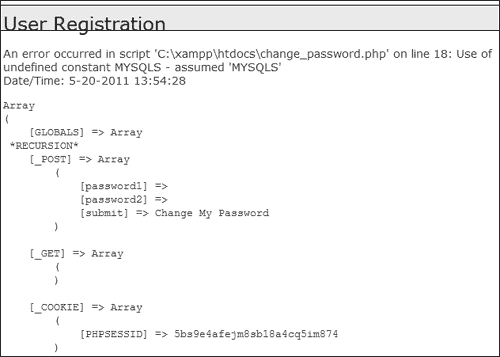 User Registration
An error occurred in script 'C:\xampp\htdocs\change_password.php' on line 18: Use of
undefined constant MYSQLS - assumed 'MYSQLS'
Date/Time: 5-20-2011 13:54:28
Array
(
    [GLOBALS] => Array
 *RECURSION*
    [_POST] => Array
        (
            [password1] =>
            [password2] =>
            [submit] => Change My Password
        )
    [_GET] => Array
        (
        )
    [_COOKIE] => Array
        (
            [PHPSESSID] => 5bs9e4afejm8sb18a4cq5im874
        )